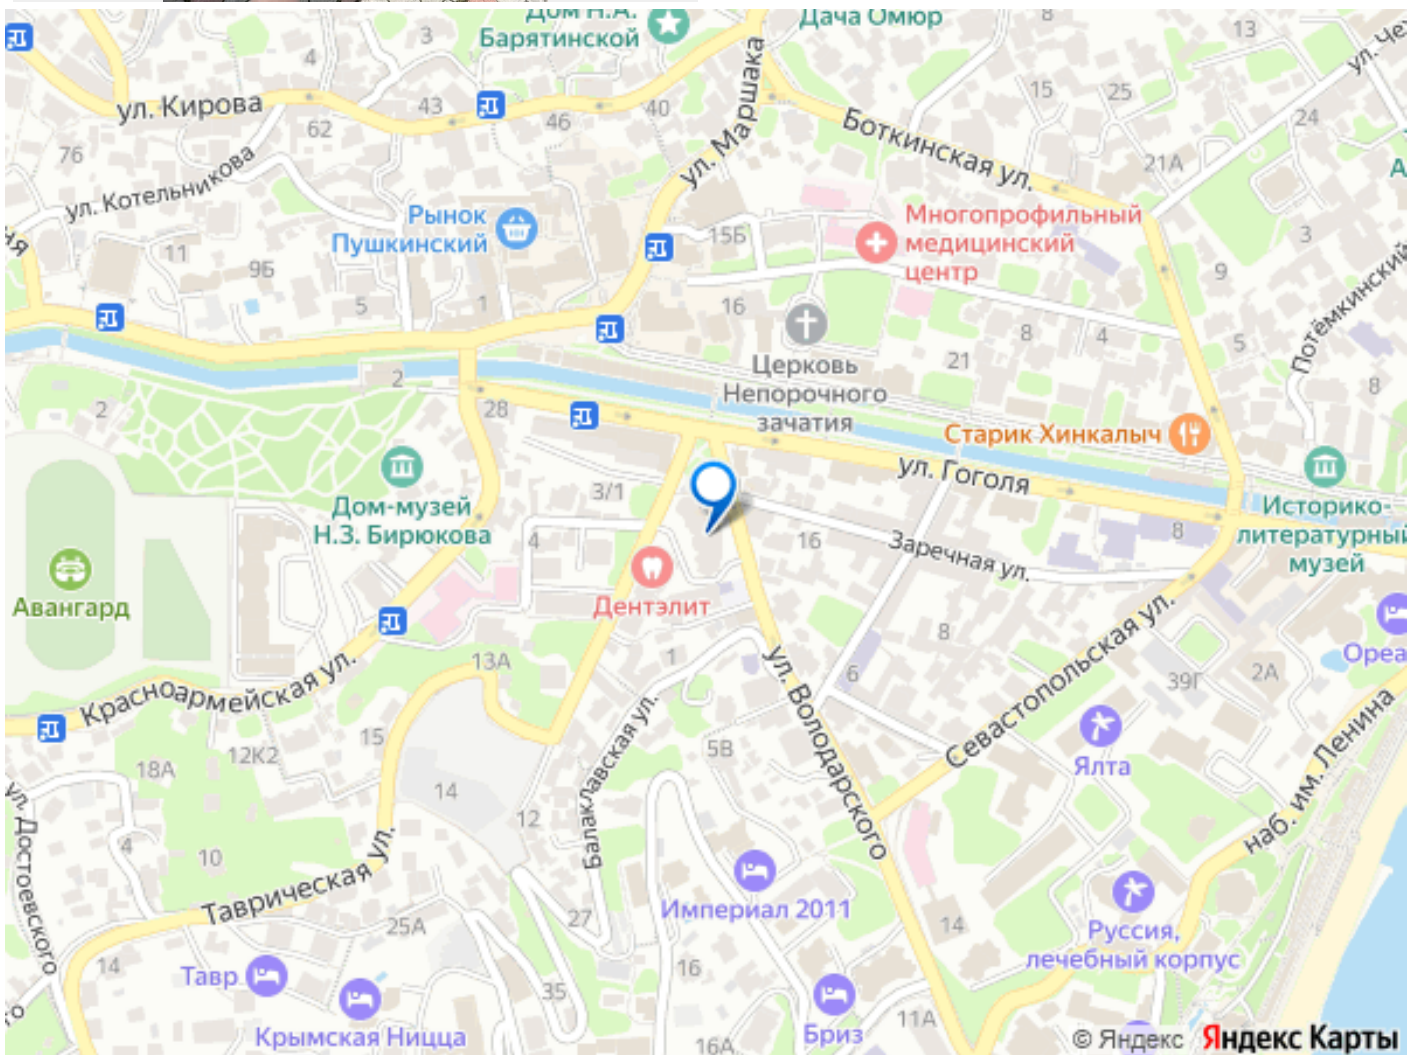 Дом Н.А.
Барятинской
Дача Омюр
8
13
ул. Чех
3
4
ул. Кирова
43
46
40
62
ул. Маршака
Боткинская ул.
15
25
24
21А
76
ул. Котельникова
Рынок
Пушкинский
11
9Б
5
1
15Б
16
Многопрофильный
медицинский
центр
3
9
Потёмкинский
8
4
5
8
21
Церковь
Непорочного
зачатия
Старик Хинкалыч
ул. Гоголя
2
2
28
Дом-музей
Н.З. Бирюкова
3/1
4
16
Заречная ул.
8
Историко-
литературный
музей
Авангард
Дентэлит
Красноармейская ул.
13А
1
8
6
Севастопольская ул.
39Г
2А
Ореа
наб. им. Ленина
ул. Володарского
Балаклавская ул.
5В
Ялта
12К2
15
18А
14
12
4
10
ул. Достоевского
Таврическая ул.
25А
27
Империал 2011
14
Руссия,
лечебный корпус
14
Тавр
Крымская Ницца
35
16
16А
Бриз
11А
© Яндекс Яндекс Карты